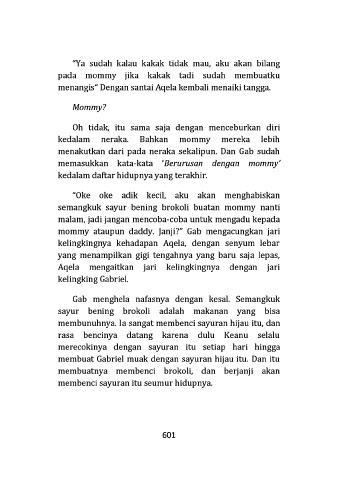 “Ya sudah kalau kakak tidak mau, aku akan bilang
pada mommy jika kakak tadi sudah membuatku
menangis“ Dengan santai Aqela kembali menaiki tangga.
Mommy?
Oh tidak, itu sama saja dengan menceburkan diri
kedalam neraka. Bahkan mommy mereka lebih
menakutkan dari pada neraka sekalipun. Dan Gab sudah
memasukkan kata-kata ‘Berurusan dengan mommy’
kedalam daftar hidupnya yang terakhir.
“Oke oke adik kecil, aku akan menghabiskan
semangkuk sayur bening brokoli buatan mommy nanti
malam, jadi jangan mencoba-coba untuk mengadu kepada
mommy ataupun daddy. Janji?” Gab mengacungkan jari
kelingkingnya kehadapan Aqela, dengan senyum lebar
yang menampilkan gigi tengahnya yang baru saja lepas,
Aqela mengaitkan jari kelingkingnya dengan jari
kelingking Gabriel.
Gab menghela nafasnya dengan kesal. Semangkuk
sayur bening brokoli adalah makanan yang bisa
membunuhnya. Ia sangat membenci sayuran hijau itu, dan
rasa bencinya datang karena dulu Keanu selalu
merecokinya dengan sayuran itu setiap hari hingga
membuat Gabriel muak dengan sayuran hijau itu. Dan itu
membuatnya membenci brokoli, dan berjanji akan
membenci sayuran itu seumur hidupnya.
601